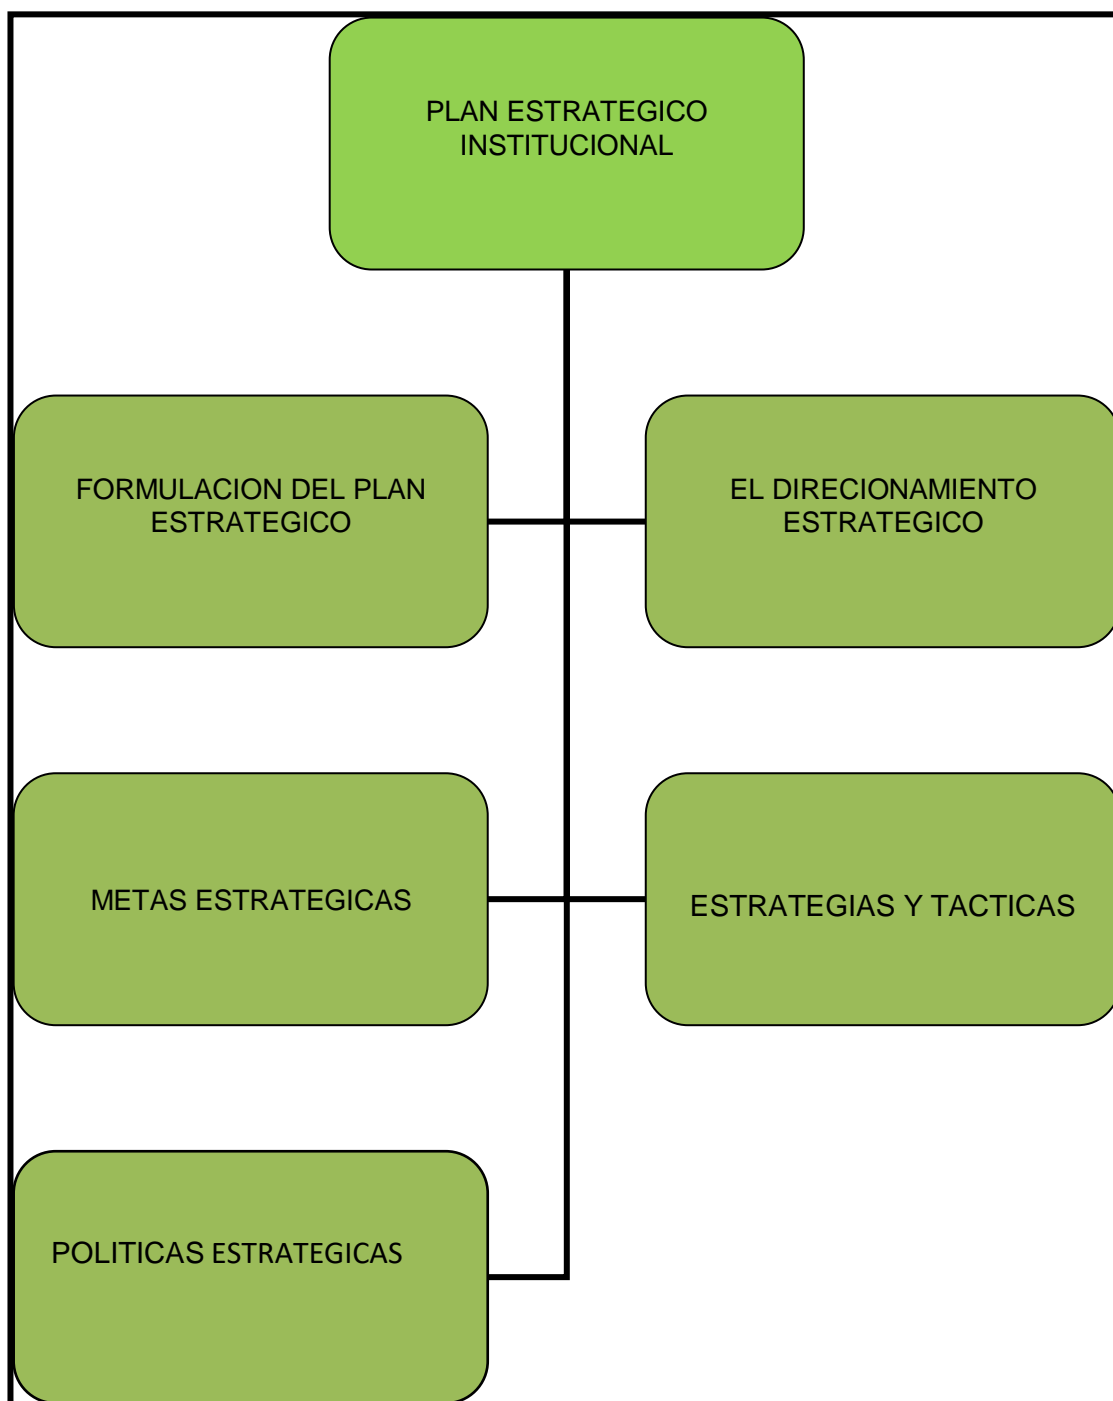 PLAN ESTRATEGICO
INSTITUCIONAL
FORMULACION DEL PLAN
ESTRATEGICO
EL DIRECIONAMIENTO
ESTRATEGICO
METAS ESTRATEGICAS
ESTRATEGIAS Y TACTICAS
POLITICAS ESTRATEGICAS